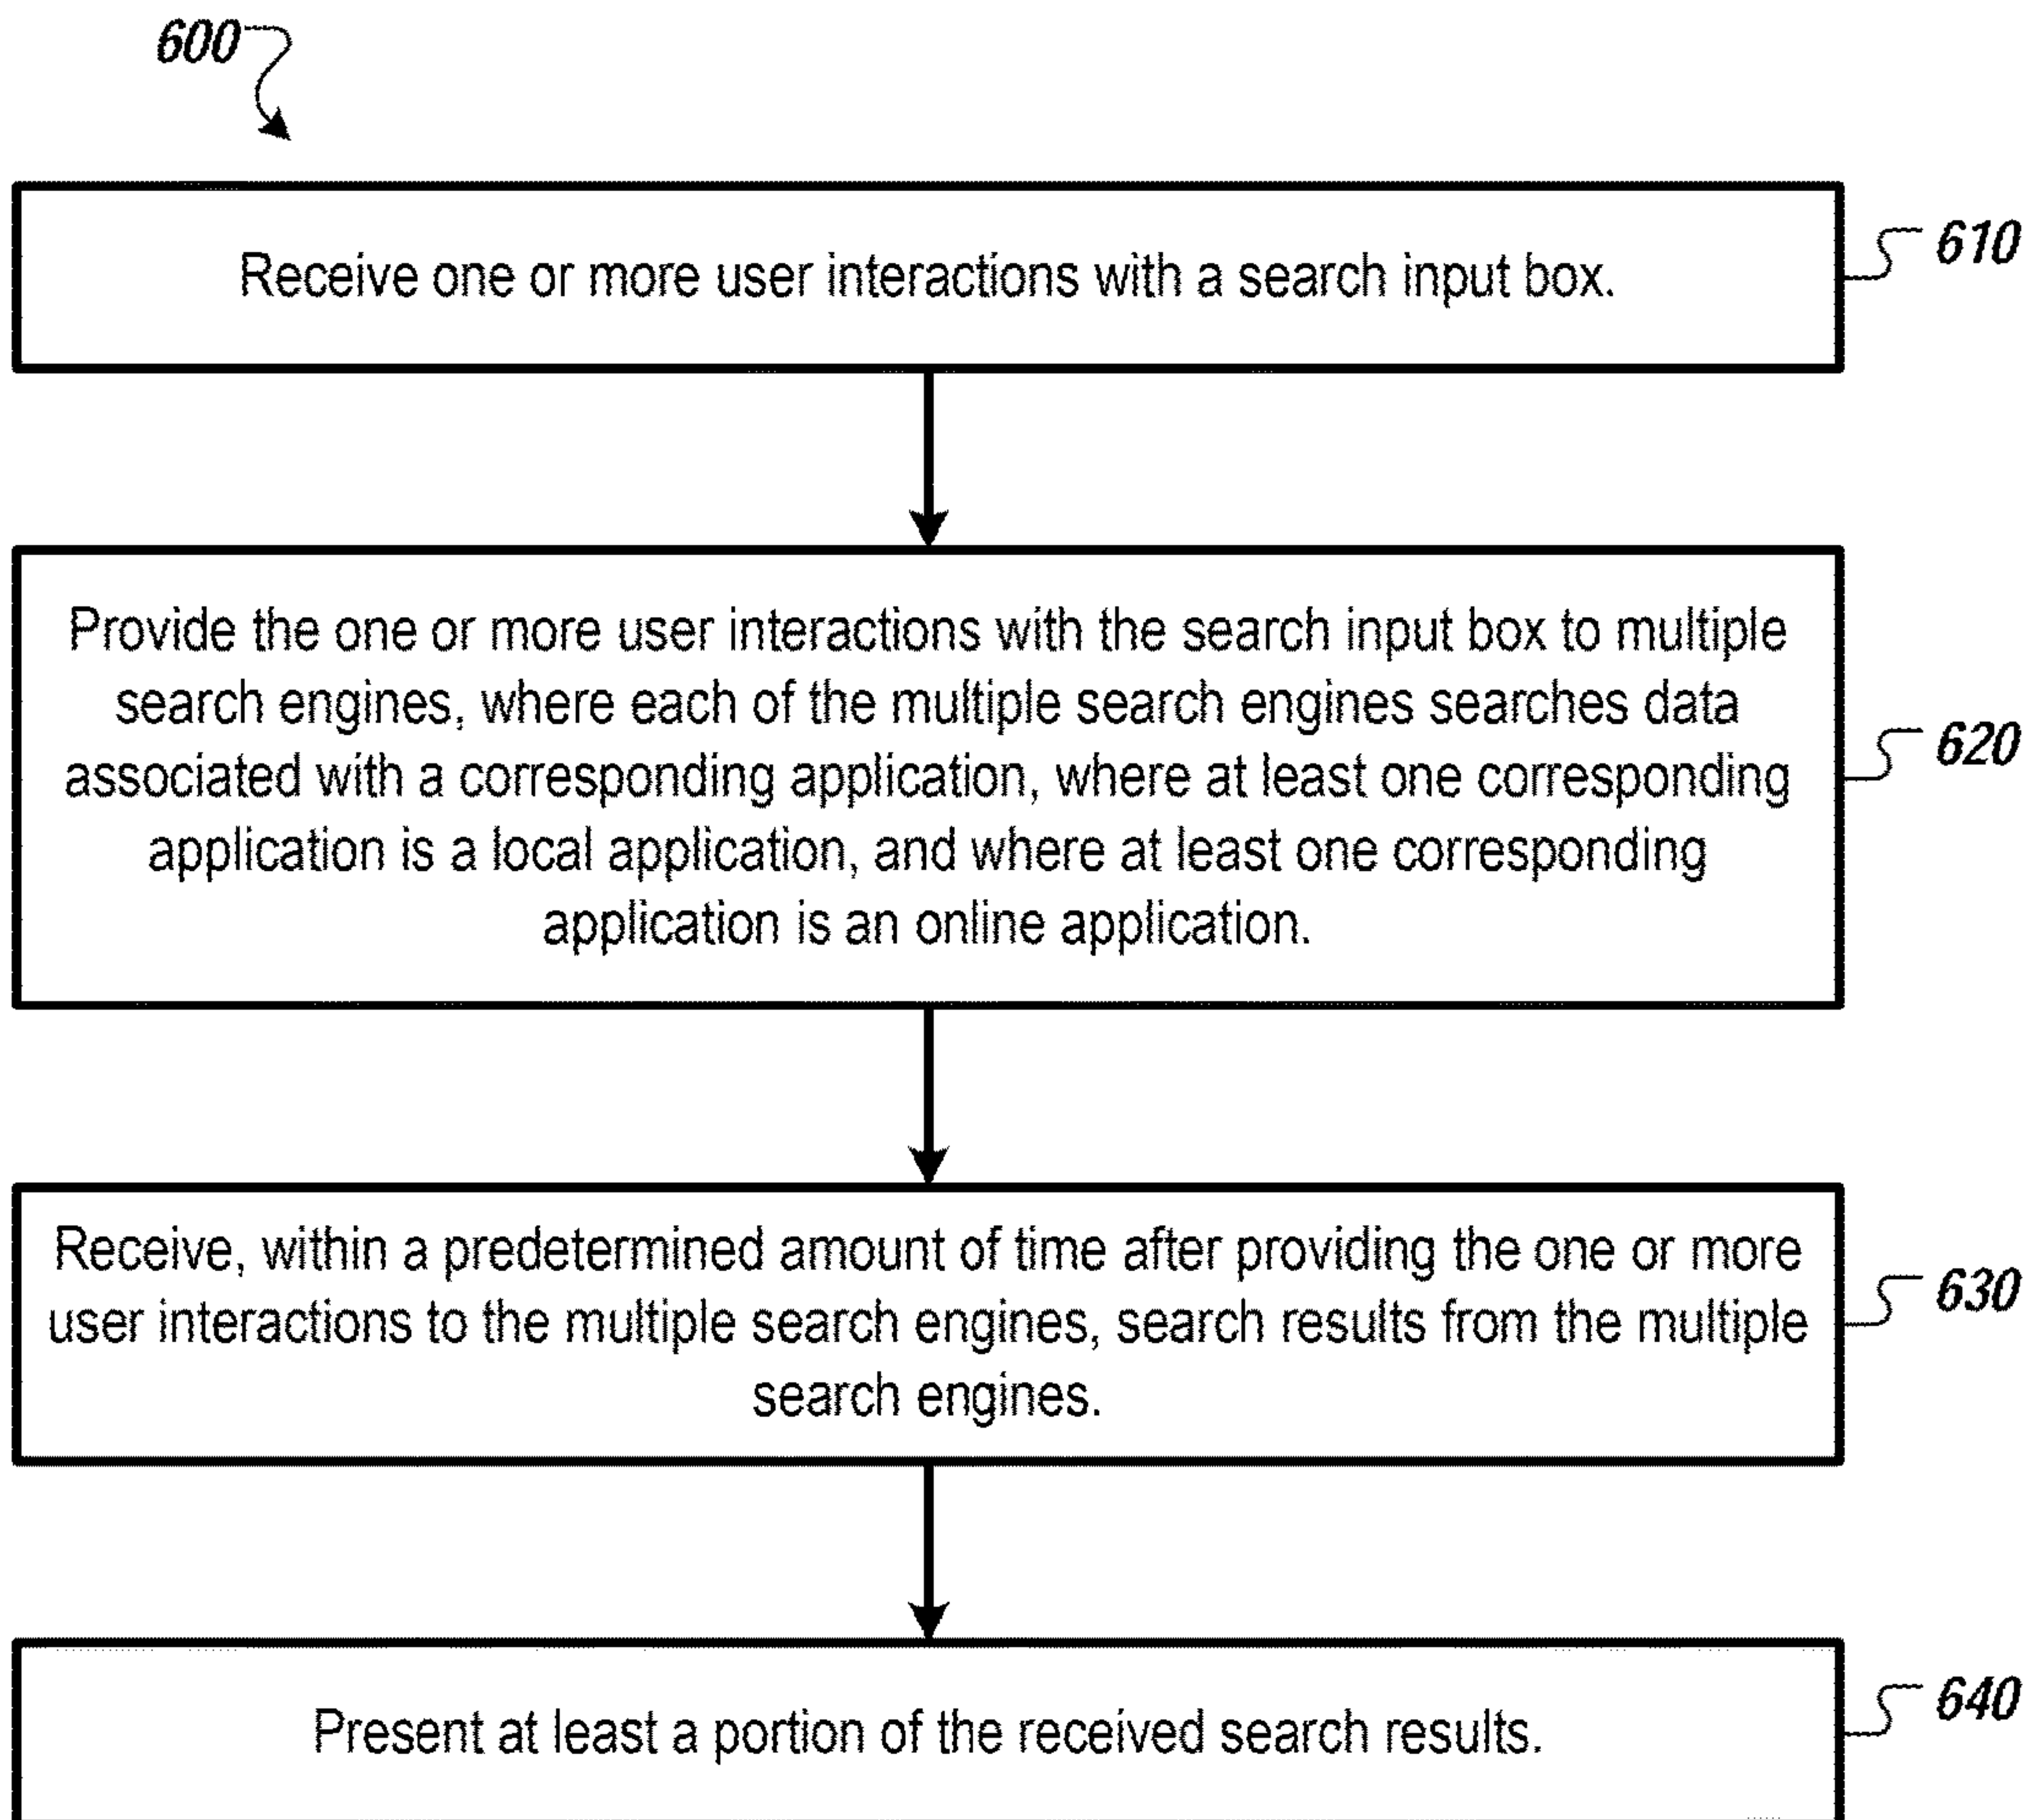 600
Receive one or more user interactions with a search input box.
610
Provide the one or more user interactions with the search input box to multiple
search engines, where each of the multiple search engines searches data
associated with a corresponding application, where at least one corresponding
application is a local application, and where at least one corresponding
application is an online application.
620
Receive, within a predetermined amount of time after providing the one or more
user interactions to the multiple search engines, search results from the multiple
search engines.
630
Present at least a portion of the received search results.
640